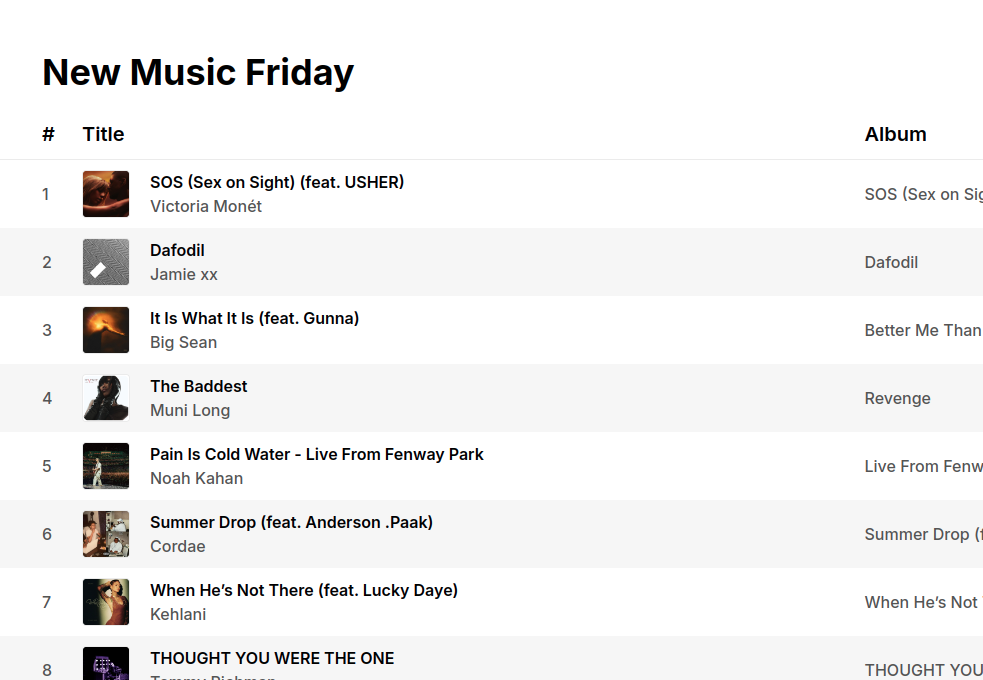 New Music Friday
# Title Album
1 SOS (Sex on Sight) (feat. USHER) SOS (Sex on Sig
Victoria Monét
2 Dafodil Dafodil
Jamie xx
3 It Is What It Is (feat. Gunna) Better Me Than
Big Sean
4 The Baddest Revenge
Muni Long
5 Pain Is Cold Water - Live From Fenway Park Live From Fenw
Noah Kahan
6 Summer Drop (feat. Anderson .Paak) Summer Drop (f
Cordae
7 When He’s Not There (feat. Lucky Daye) When He’s Not
Kehlani
8 THOUGHT YOU WERE THE ONE THOUGHT YOU